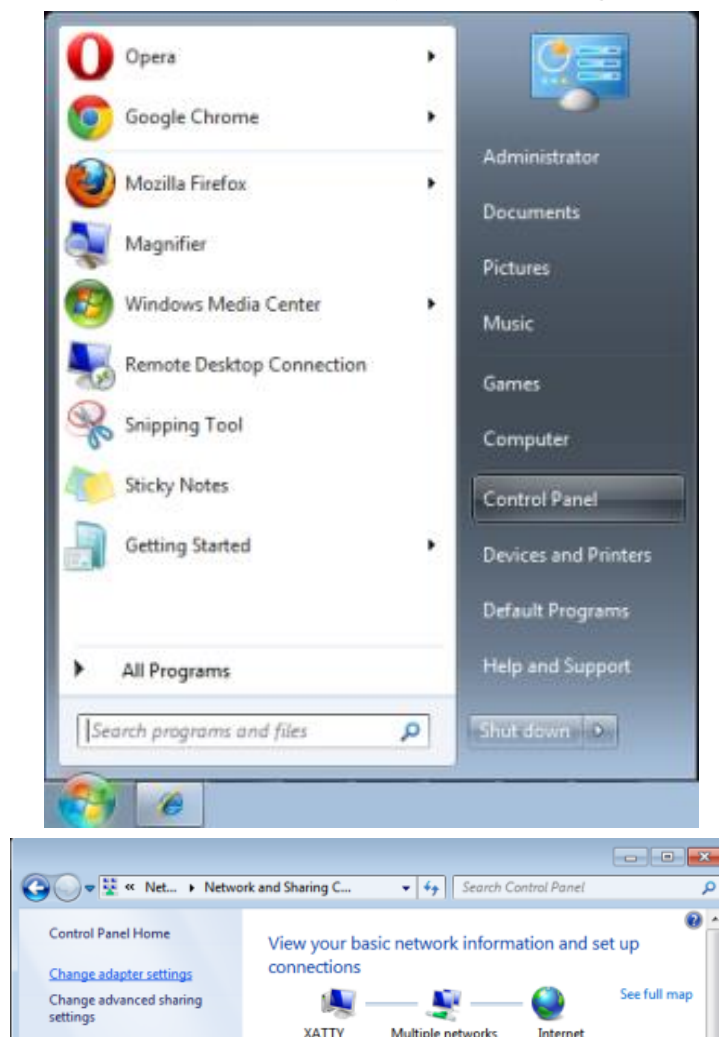 Opera
Google Chrome
Mozilla Firefox
Magnifier
Windows Media Center
Remote Desktop Connection
Snipping Tool
Sticky Notes
Getting Started
All Programs
Search programs and files
Administrator
Documents
Pictures
Music
Games
Computer
Control Panel
Devices and Printers
Default Programs
Help and Support
Shut down
« Net... Network and Sharing C...
Search Control Panel
Control Panel Home
Change adapter settings
Change advanced sharing
settings
View your basic network information and set up
connections
See full map
XATTY Multiple networks Internet